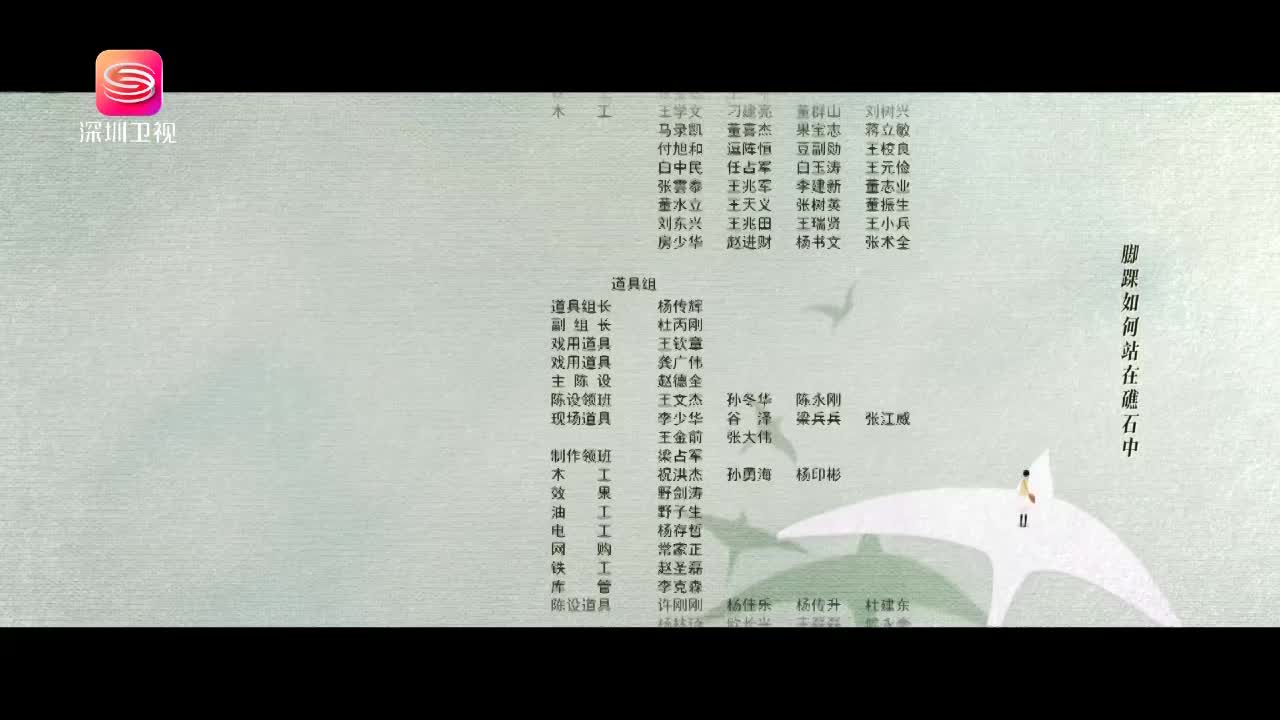 深圳卫视
木 工 王学文 刁建亮 董群山 刘树兴
马录凯 董喜杰 果宝志 蒋立敏
付旭和 逯阵恒 豆副勋 王校良
白中民 任占军 白玉涛 王元俭
张雲泰 王兆军 李建新 董志业
董水立 王天义 张树英 董振生
刘东兴 王兆田 王瑞贤 王小兵
房少华 赵进财 杨书文 张术全
道具组
道具组长 杨传辉
副组长 杜丙刚
戏用道具 王钦章
戏用道具 龚广伟
主陈设 赵德全
陈设领班 王文杰 孙冬华 陈永刚
现场道具 李少华 谷泽 梁兵兵 张江威
王金前 张大伟
制作领班 梁占军
木 工 祝洪杰 孙勇海 杨印彬
效 果 野剑涛
油 工 野子生
电 工 杨存哲
网 购 常家正
铁 工 赵圣磊
库 管 李克森
陈设道具 许刚刚 杨佳乐 杨传升 杜建东
脚踝如何站在礁石中